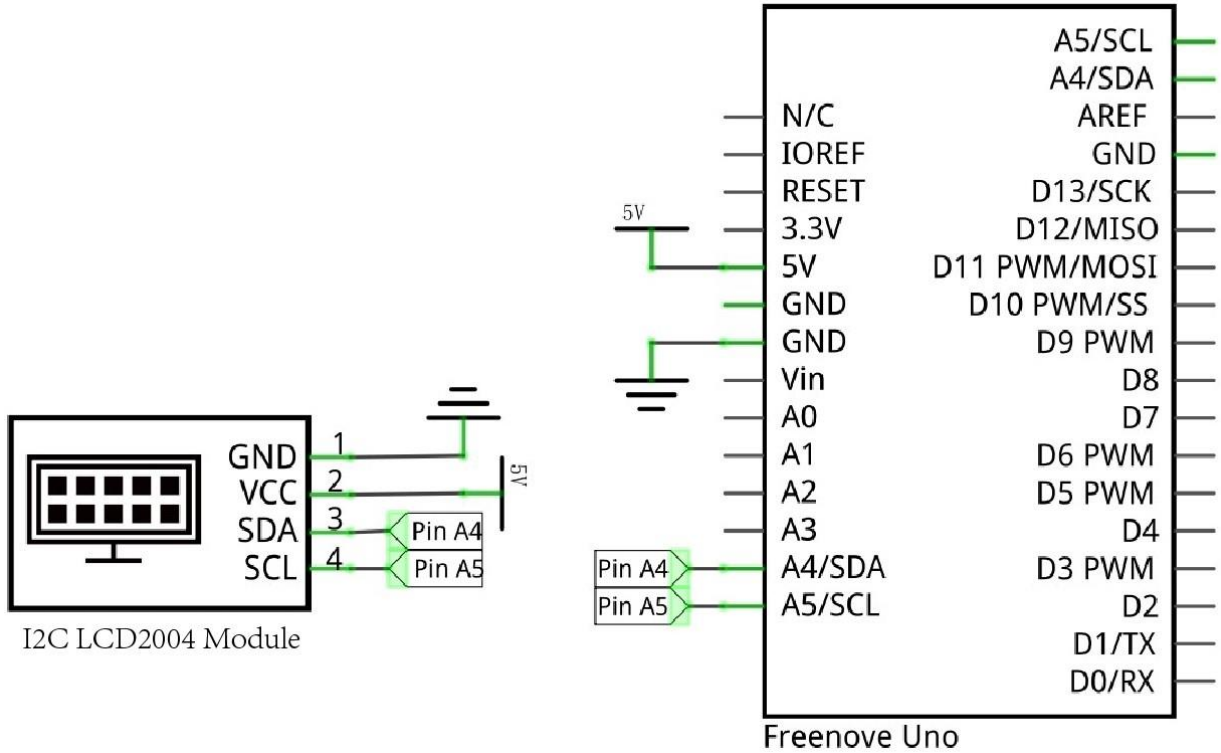 GND 1
VCC 2
SDA 3
SCL 4
5V
Pin A4
Pin A5
I2C LCD2004 Module
5V
Pin A4
Pin A5
N/C
IOREF
RESET
3.3V
5V
GND
GND
Vin
A0
A1
A2
A3
A4/SDA
A5/SCL
A5/SCL
A4/SDA
AREF
GND
D13/SCK
D12/MISO
D11 PWM/MOSI
D10 PWM/SS
D9 PWM
D8
D7
D6 PWM
D5 PWM
D4
D3 PWM
D2
D1/TX
D0/RX
Freenove Uno